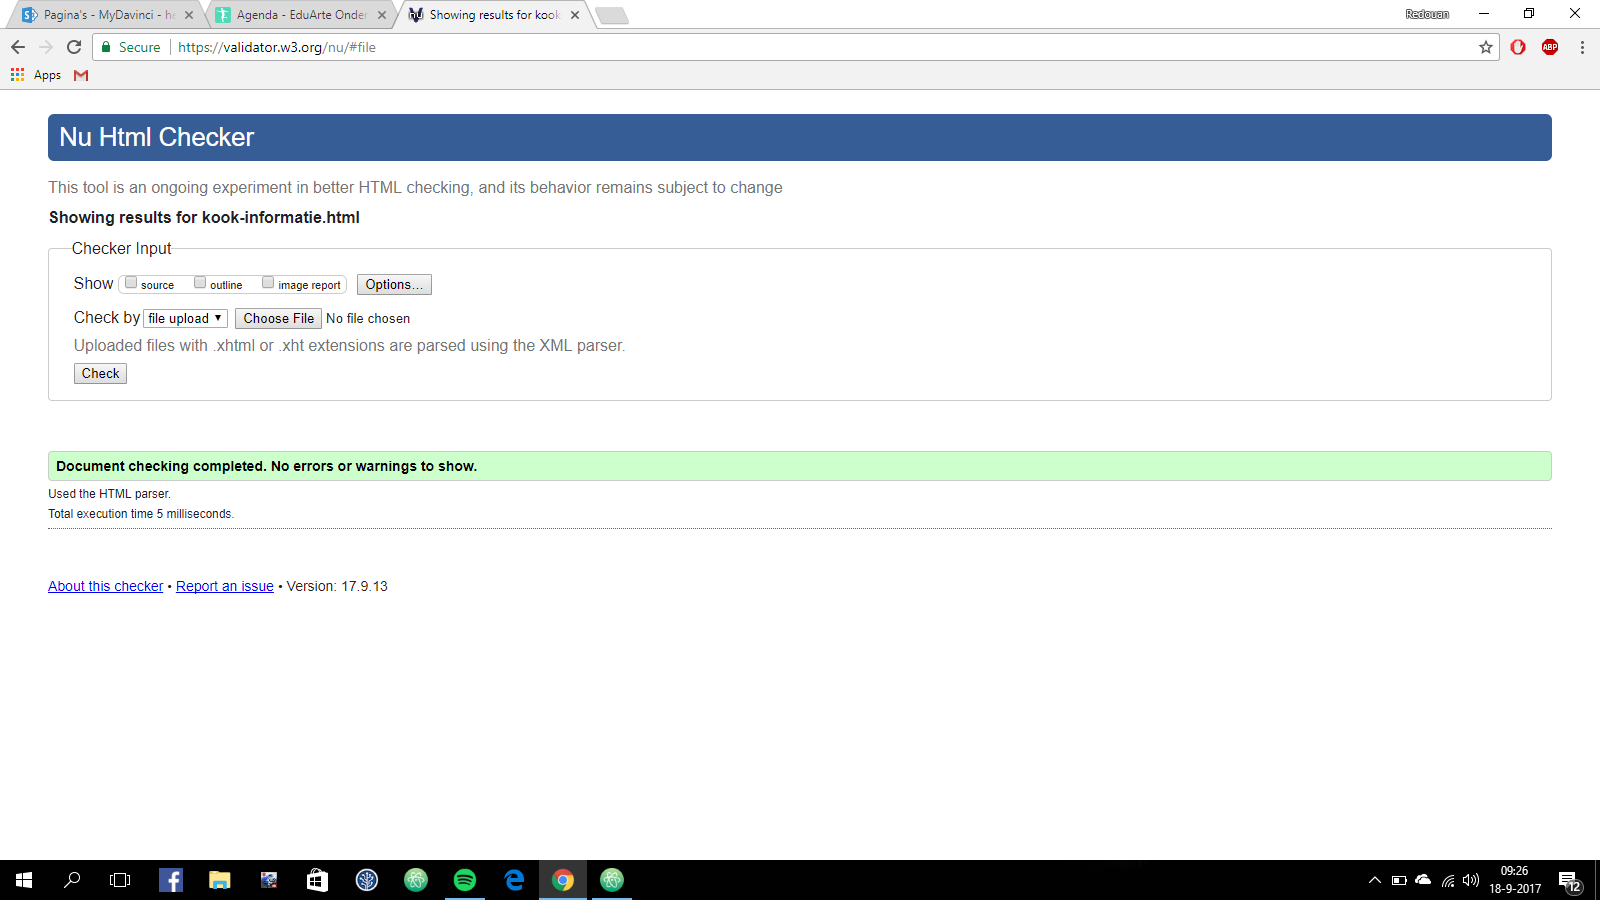 Pagina's - MyDavinci - he
Agenda - EduArte Onder
Showing results for kook
Redouan
Secure https://validator.w3.org/nu/#file
ABP
Apps
Nu Html Checker
This tool is an ongoing experiment in better HTML checking, and its behavior remains subject to change
Showing results for kook-informatie.html
Checker Input
Show source outline image report Options...
Check by file upload Choose File No file chosen
Uploaded files with .xhtml or .xht extensions are parsed using the XML parser.
Check
Document checking completed. No errors or warnings to show.
Used the HTML parser.
Total execution time 5 milliseconds.
About this checker • Report an issue • Version: 17.9.13
09:26
18-9-2017
12